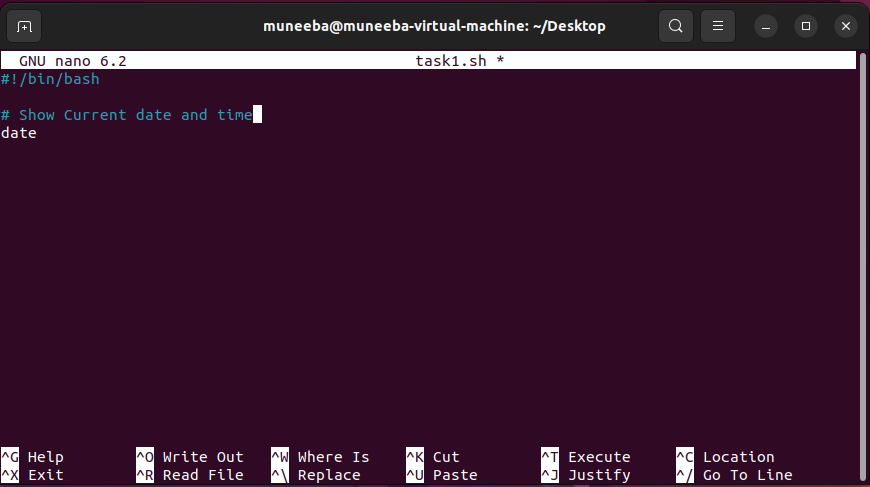 muneeba@muneeba-virtual-machine: ~/Desktop
GNU nano 6.2 task1.sh *
#!/bin/bash
# Show Current date and time
date
^G Help ^O Write Out ^W Where Is ^K Cut ^T Execute ^C Location
^X Exit ^R Read File ^\ Replace ^U Paste ^J Justify ^/ Go To Line